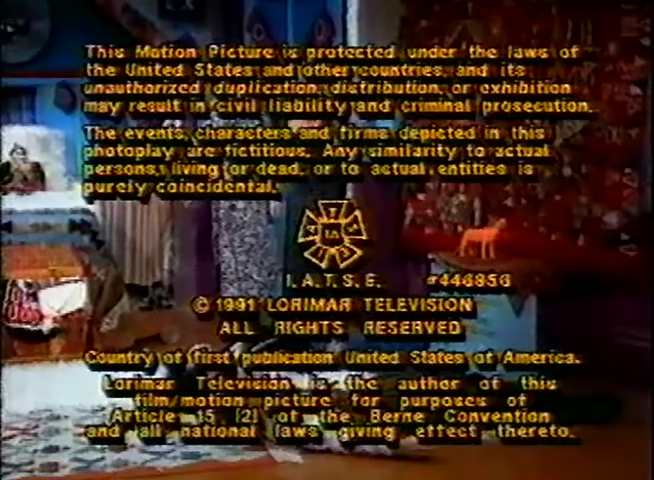 This Motion Picture is protected under the laws of
the United States and other countries, and its
unauthorized duplication, distribution, or exhibition
may result in civil liability and criminal prosecution.
The events, characters and firms depicted in this
photoplay are fictitious. Any similarity to actual
persons, living or dead, or to actual entities is
purely coincidental.
IA
I. A. T. S. E.
© 1991 LORIMAR TELEVISION
ALL RIGHTS RESERVED
Country of first publication United States of America.
Lorimar Television is the author of this
film/motion picture for purposes of
Article 15 (2) of the Berne Convention
and all national laws giving effect thereto.